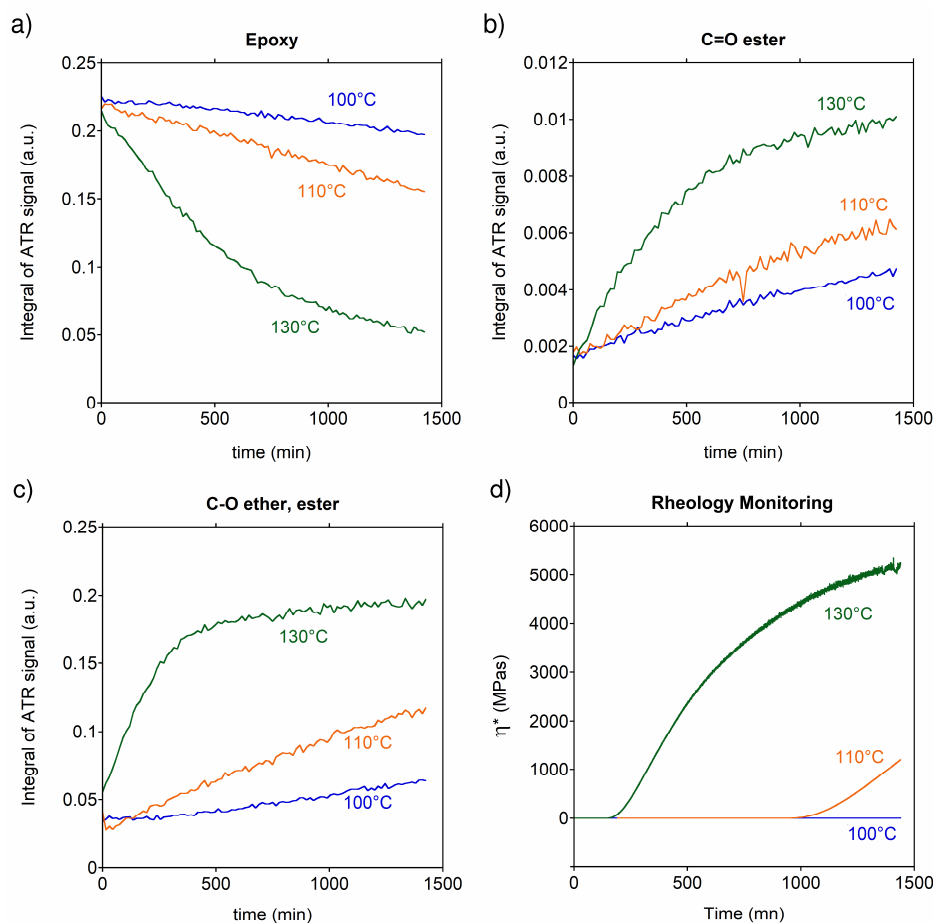 a)
Epoxy
0.25
0.2
0.15
0.1
0.05
0
0
500
1000
1500
100°C
110°C
130°C
Integral of ATR signal (a.u.)
time (min)
b)
C=O ester
0.012
0.01
0.008
0.006
0.004
0.002
0
0
500
1000
1500
130°C
110°C
100°C
Integral of ATR signal (a.u.)
time (min)
c)
C-O ether, ester
0.25
0.2
0.15
0.1
0.05
0
0
500
1000
1500
130°C
110°C
100°C
Integral of ATR signal (a.u.)
time (min)
d)
Rheology Monitoring
6000
5000
4000
3000
2000
1000
0
0
500
1000
1500
130°C
110°C
100°C
η* (MPas)
Time (mn)